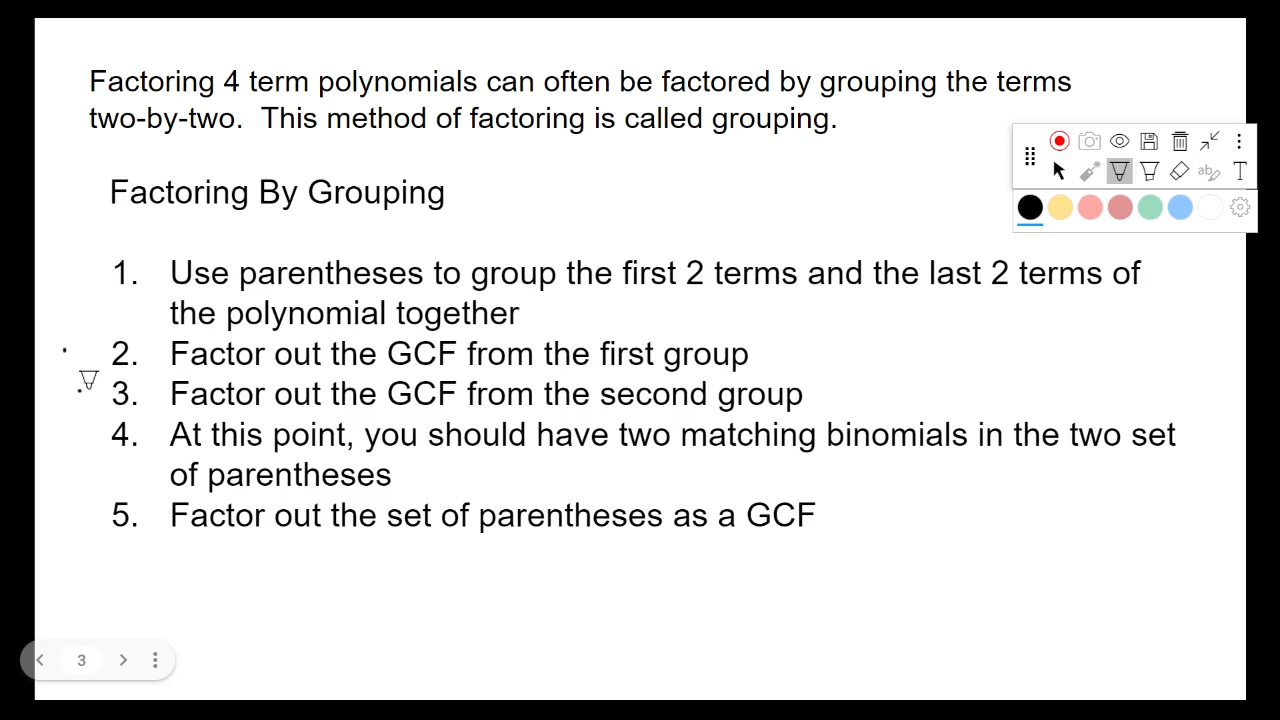 Factoring 4 term polynomials can often be factored by grouping the terms
two-by-two.  This method of factoring is called grouping.
Factoring By Grouping
1. Use parentheses to group the first 2 terms and the last 2 terms of
the polynomial together
2. Factor out the GCF from the first group
3. Factor out the GCF from the second group
4. At this point, you should have two matching binomials in the two set
of parentheses
5. Factor out the set of parentheses as a GCF
ab
T
3